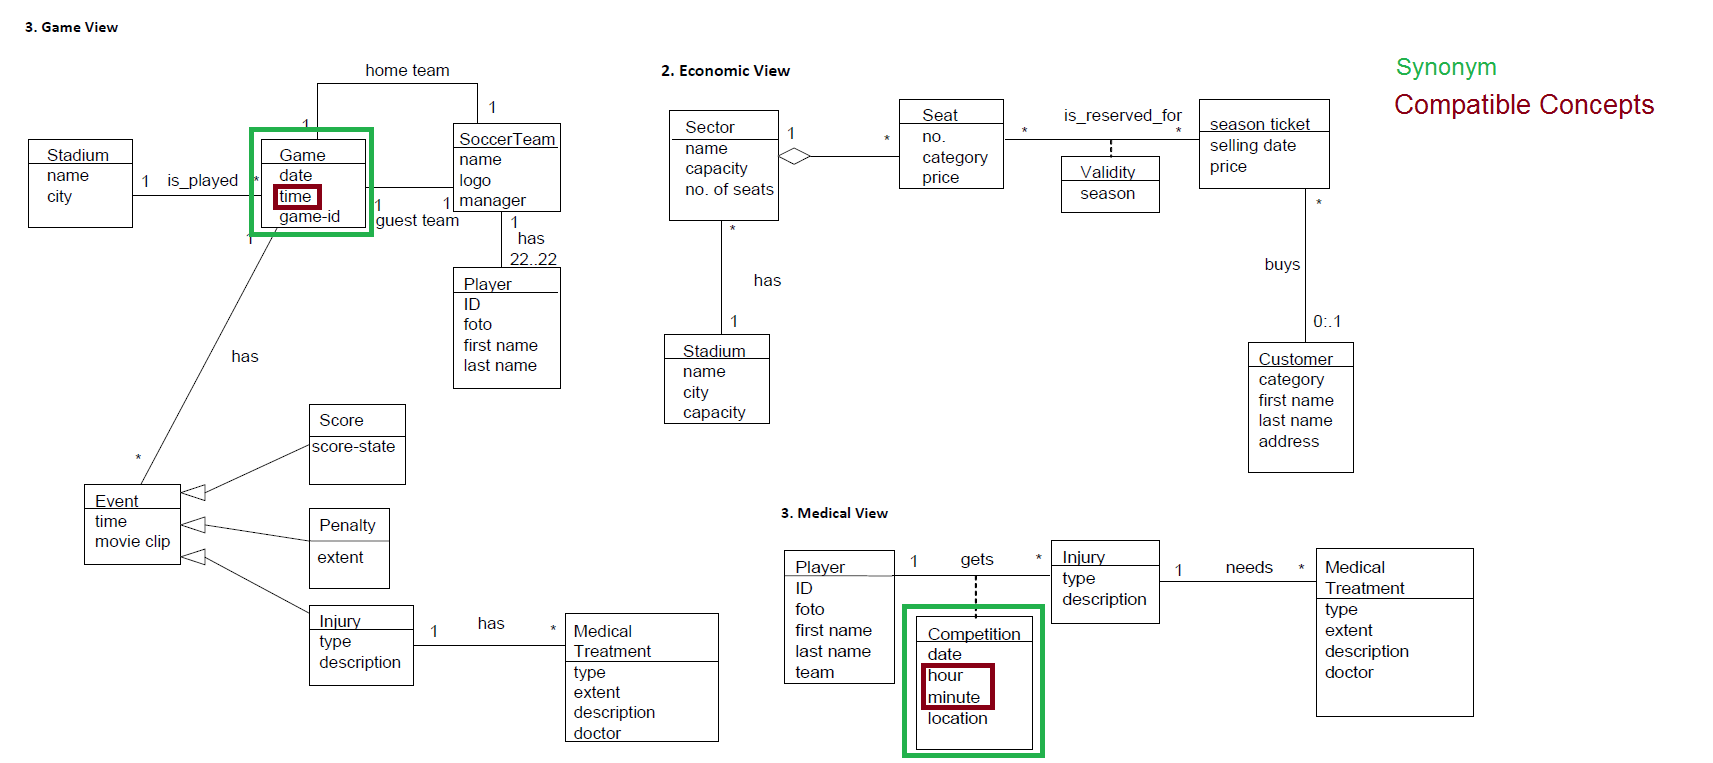 3. Game View
home team
1
1
Stadium
name
city
1 is_played *
Game
date
time
game-id
SoccerTeam
name
logo
manager
1
1
guest team
1
has
22..22
Player
ID
foto
first name
last name
1
has
*
Event
time
movie clip
Score
score-state
Penalty
extent
Injury
type
description
1
has
*
Medical
Treatment
type
extent
description
doctor
2. Economic View
Sector
name
capacity
no. of seats
1
*
Seat
no.
category
price
*
is_reserved_for
*
Validity
season
season ticket
selling date
price
*
buys
0:.1
Customer
category
first name
last name
address
*
has
1
Stadium
name
city
capacity
3. Medical View
Player
ID
foto
first name
last name
team
1
gets
*
Competition
date
hour
minute
location
Injury
type
description
1
needs
*
Medical
Treatment
type
extent
description
doctor
Synonym
Compatible Concepts